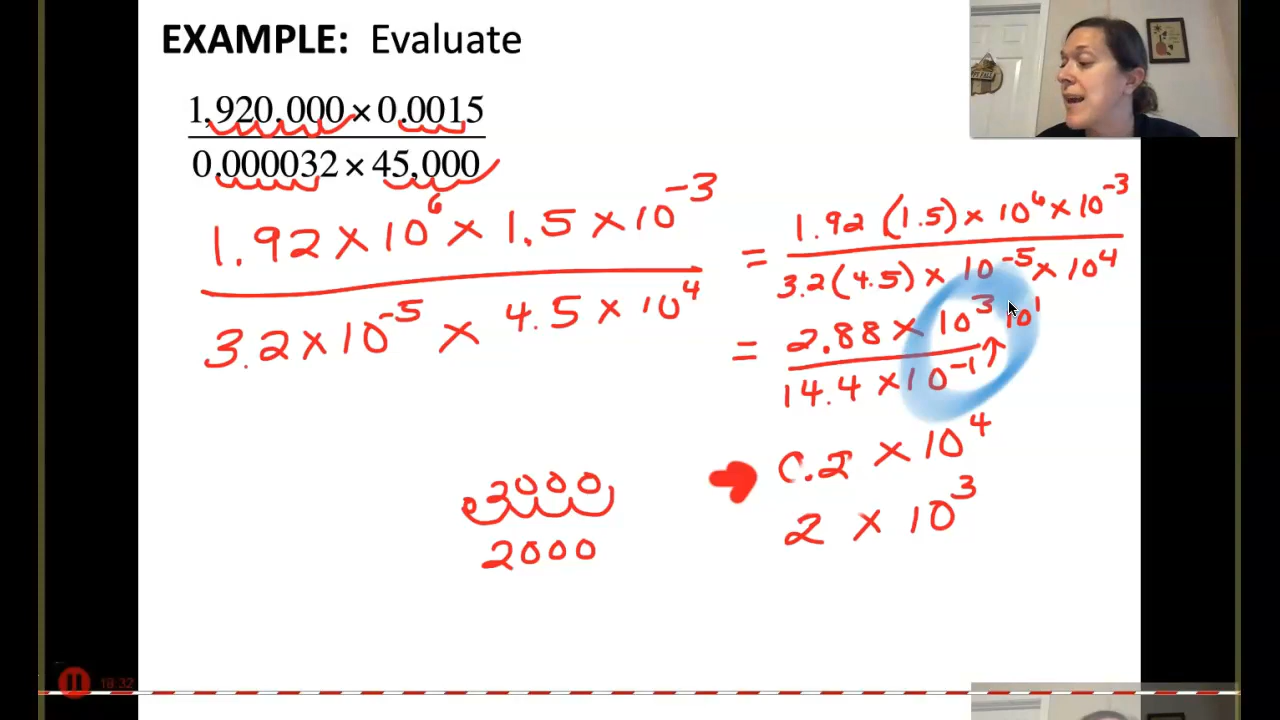 EXAMPLE: Evaluate
1,920,000 × 0.0015
0.000032 × 45,000
1.92 × 10⁶ × 1.5 × 10⁻³
3.2 × 10⁻⁵ × 4.5 × 10⁴
= 1.92 (1.5) × 10⁶ × 10⁻³
3.2 (4.5) × 10⁻⁵ × 10⁴
= 2.88 × 10³ 10¹
14.4 × 10⁻¹ ↑
0.2 × 10⁴
2 × 10³
2000
2000
18:32